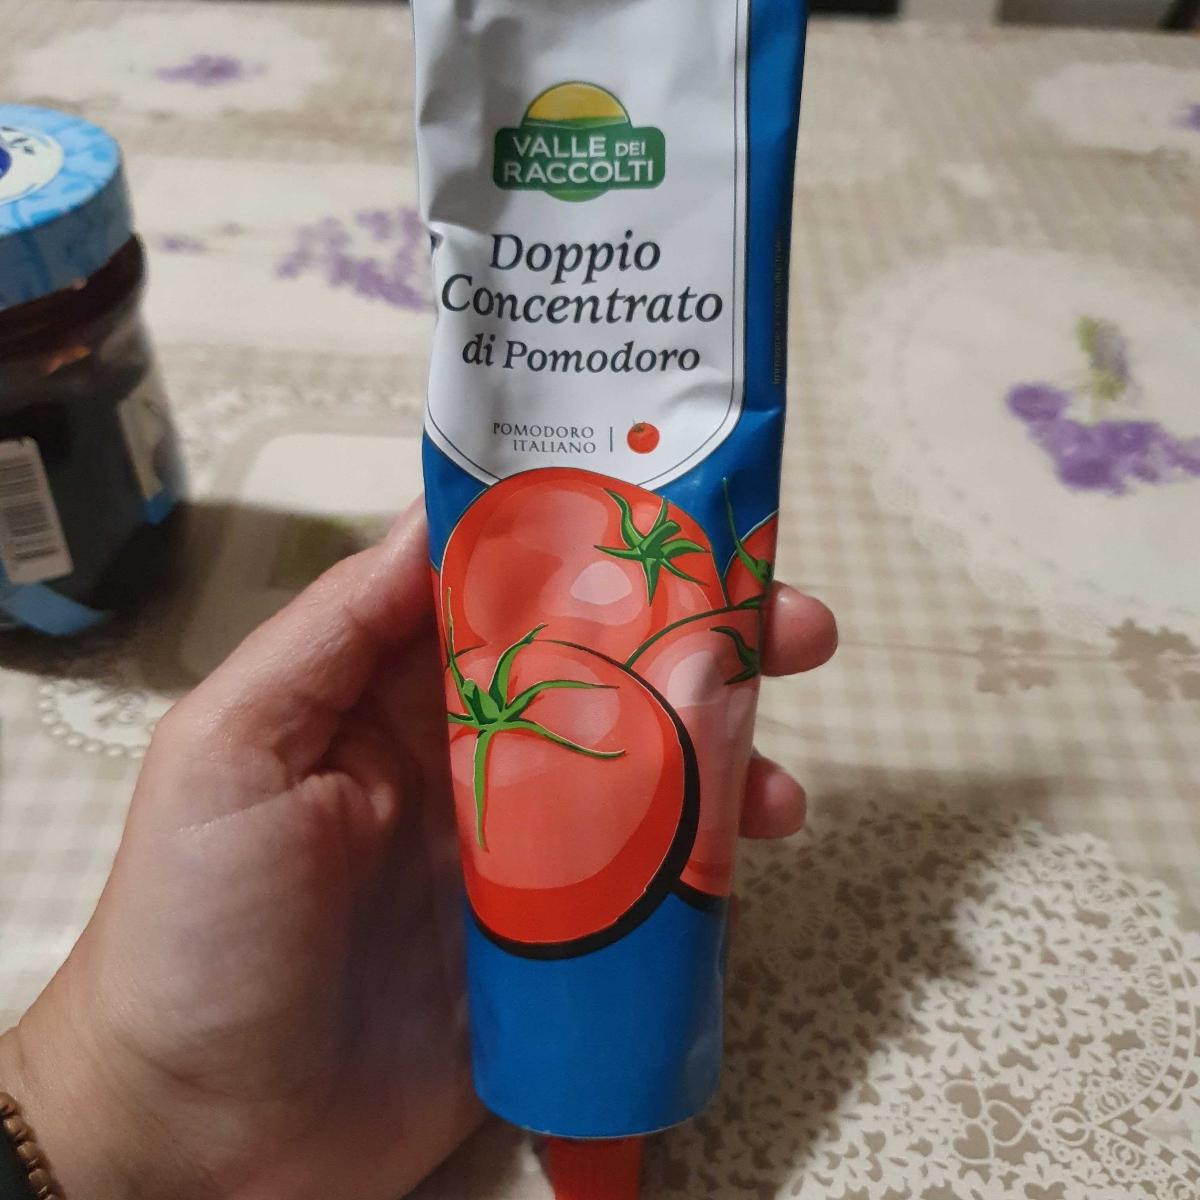 VALLE DEI
RACCOLTI
Doppio
Concentrato
di Pomodoro
POMODORO
ITALIANO